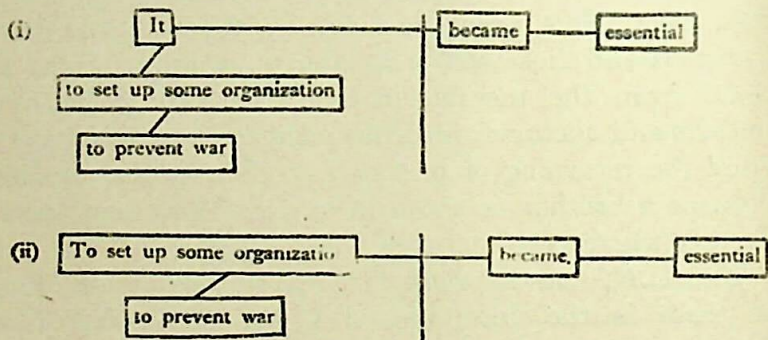 (i) It became essential
to set up some organization
to prevent war
(ii) To set up some organizatio became, essential
to prevent war